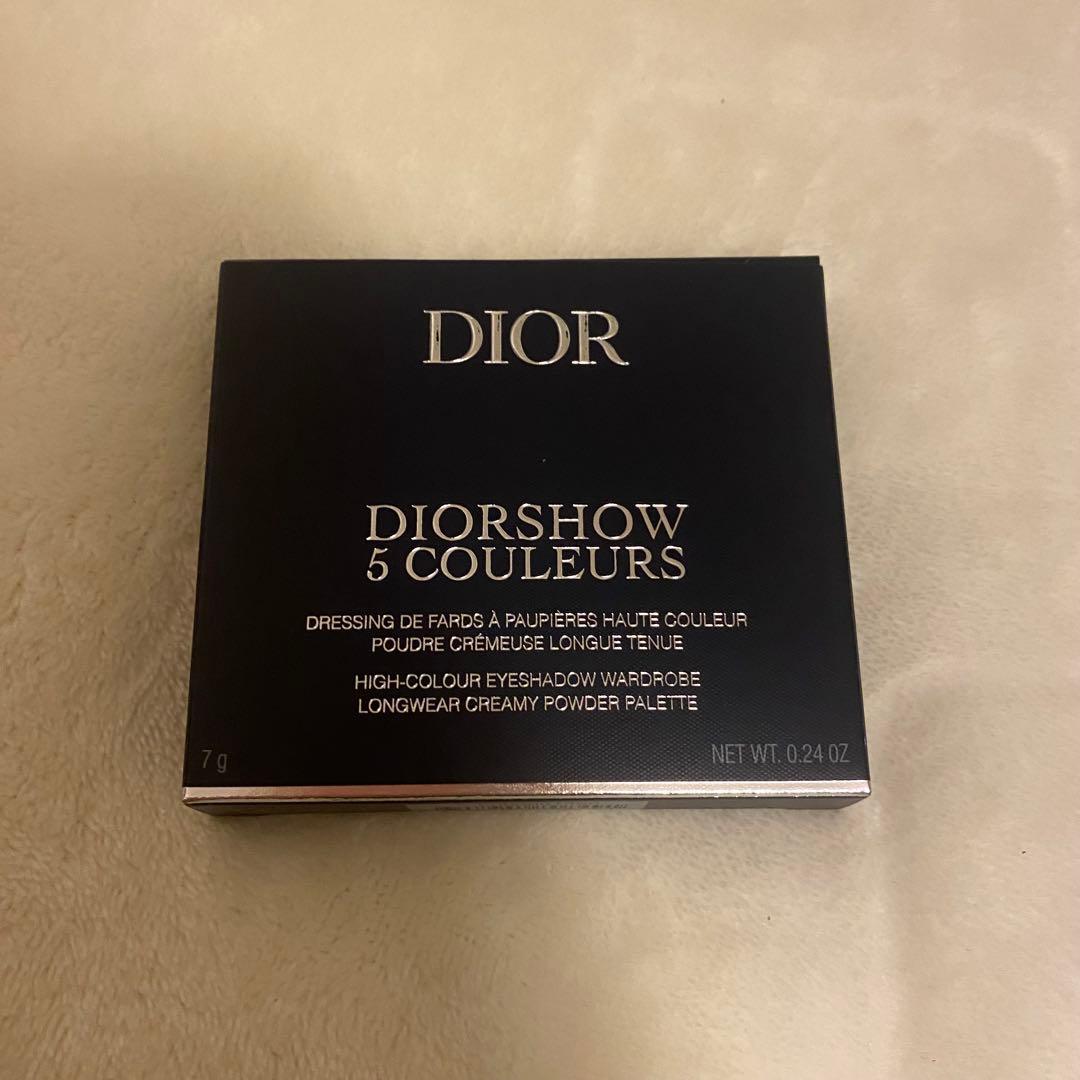 DIOR
DIORSHOW
5 COULEURS
DRESSING DE FARDS À PAUPIÈRES HAUTE COULEUR
POUDRE CRÉMEUSE LONGUE TENUE
HIGH-COLOUR EYESHADOW WARDROBE
LONGWEAR CREAMY POWDER PALETTE
7 g
NET WT. 0.24 OZ